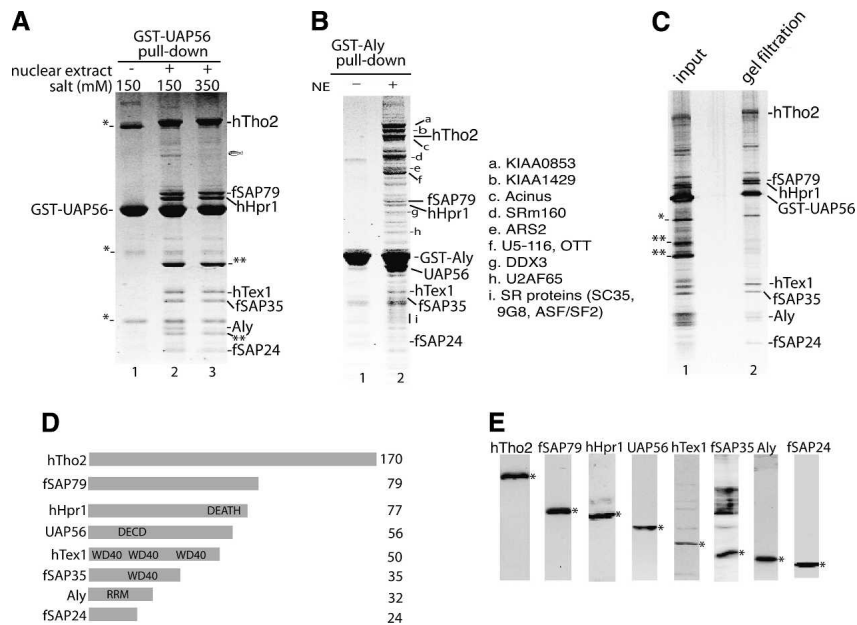 A
GST-UAP56
pull-down
nuclear extract - + +
salt (mM) 150 150 350
*
hTho2
fSAP79
hHpr1
GST-UAP56
*
**
hTex1
fSAP35
*
Aly
**
fSAP24
1 2 3
B
GST-Aly
pull-down
NE - +
a
b
hTho2
c
d
e
f
fSAP79
hHpr1
g
h
GST-Aly
UAP56
hTex1
fSAP35
i
fSAP24
1 2
a. KIAA0853
b. KIAA1429
c. Acinus
d. SRm160
e. ARS2
f. U5-116, OTT
g. DDX3
h. U2AF65
i. SR proteins (SC35,
9G8, ASF/SF2)
C
input gel filtration
hTho2
fSAP79
hHpr1
GST-UAP56
*
**
**
hTex1
fSAP35
Aly
fSAP24
1 2
D
hTho2 170
fSAP79 79
hHpr1 DEATH 77
UAP56 DECD 56
hTex1 WD40 WD40 WD40 50
fSAP35 WD40 35
Aly RRM 32
fSAP24 24
E
hTho2 fSAP79 hHpr1 UAP56 hTex1 fSAP35 Aly fSAP24
* * * * * * * *